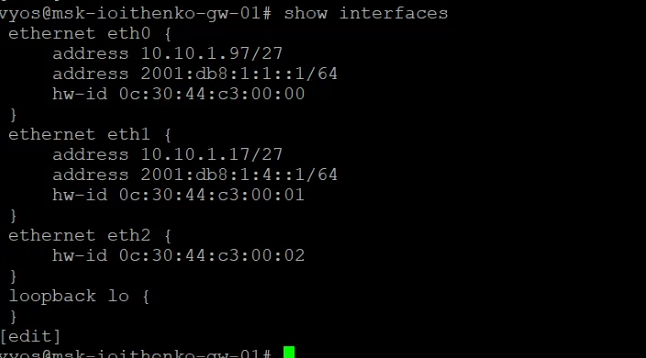 vyos@msk-ioithenko-gw-01# show interfaces
 ethernet eth0 {
     address 10.10.1.97/27
     address 2001:db8:1:1::1/64
     hw-id 0c:30:44:c3:00:00
 }
 ethernet eth1 {
     address 10.10.1.17/27
     address 2001:db8:1:4::1/64
     hw-id 0c:30:44:c3:00:01
 }
 ethernet eth2 {
     hw-id 0c:30:44:c3:00:02
 }
 loopback lo {
 }
[edit]
vyos@msk-ioithenko-gw-01#